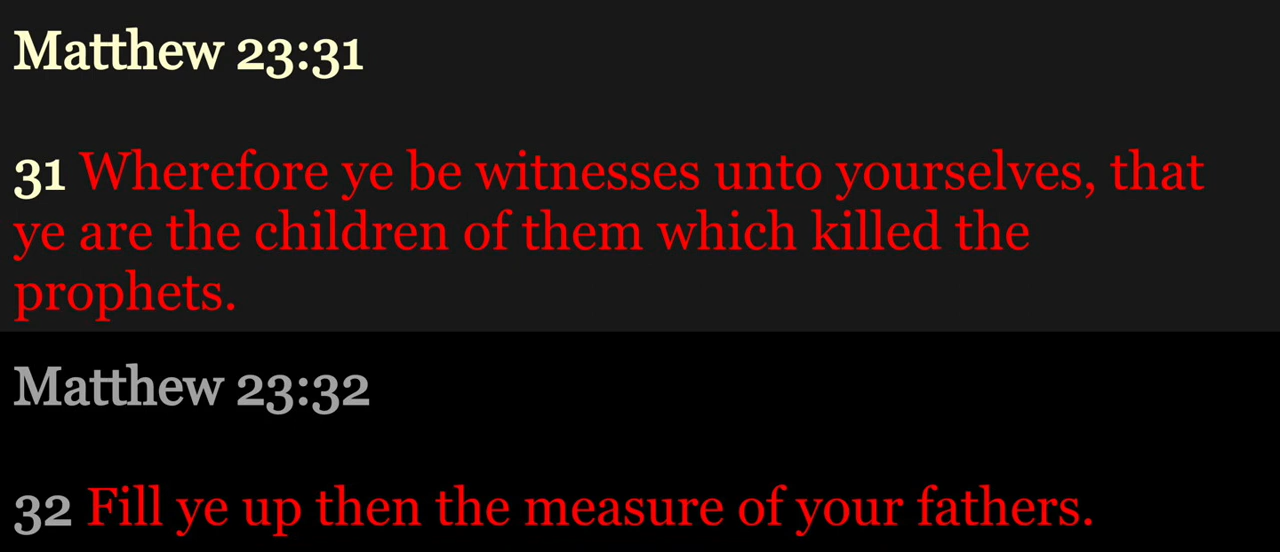 Matthew 23:31
31 Wherefore ye be witnesses unto yourselves, that
ye are the children of them which killed the
prophets.
Matthew 23:32
32 Fill ye up then the measure of your fathers.